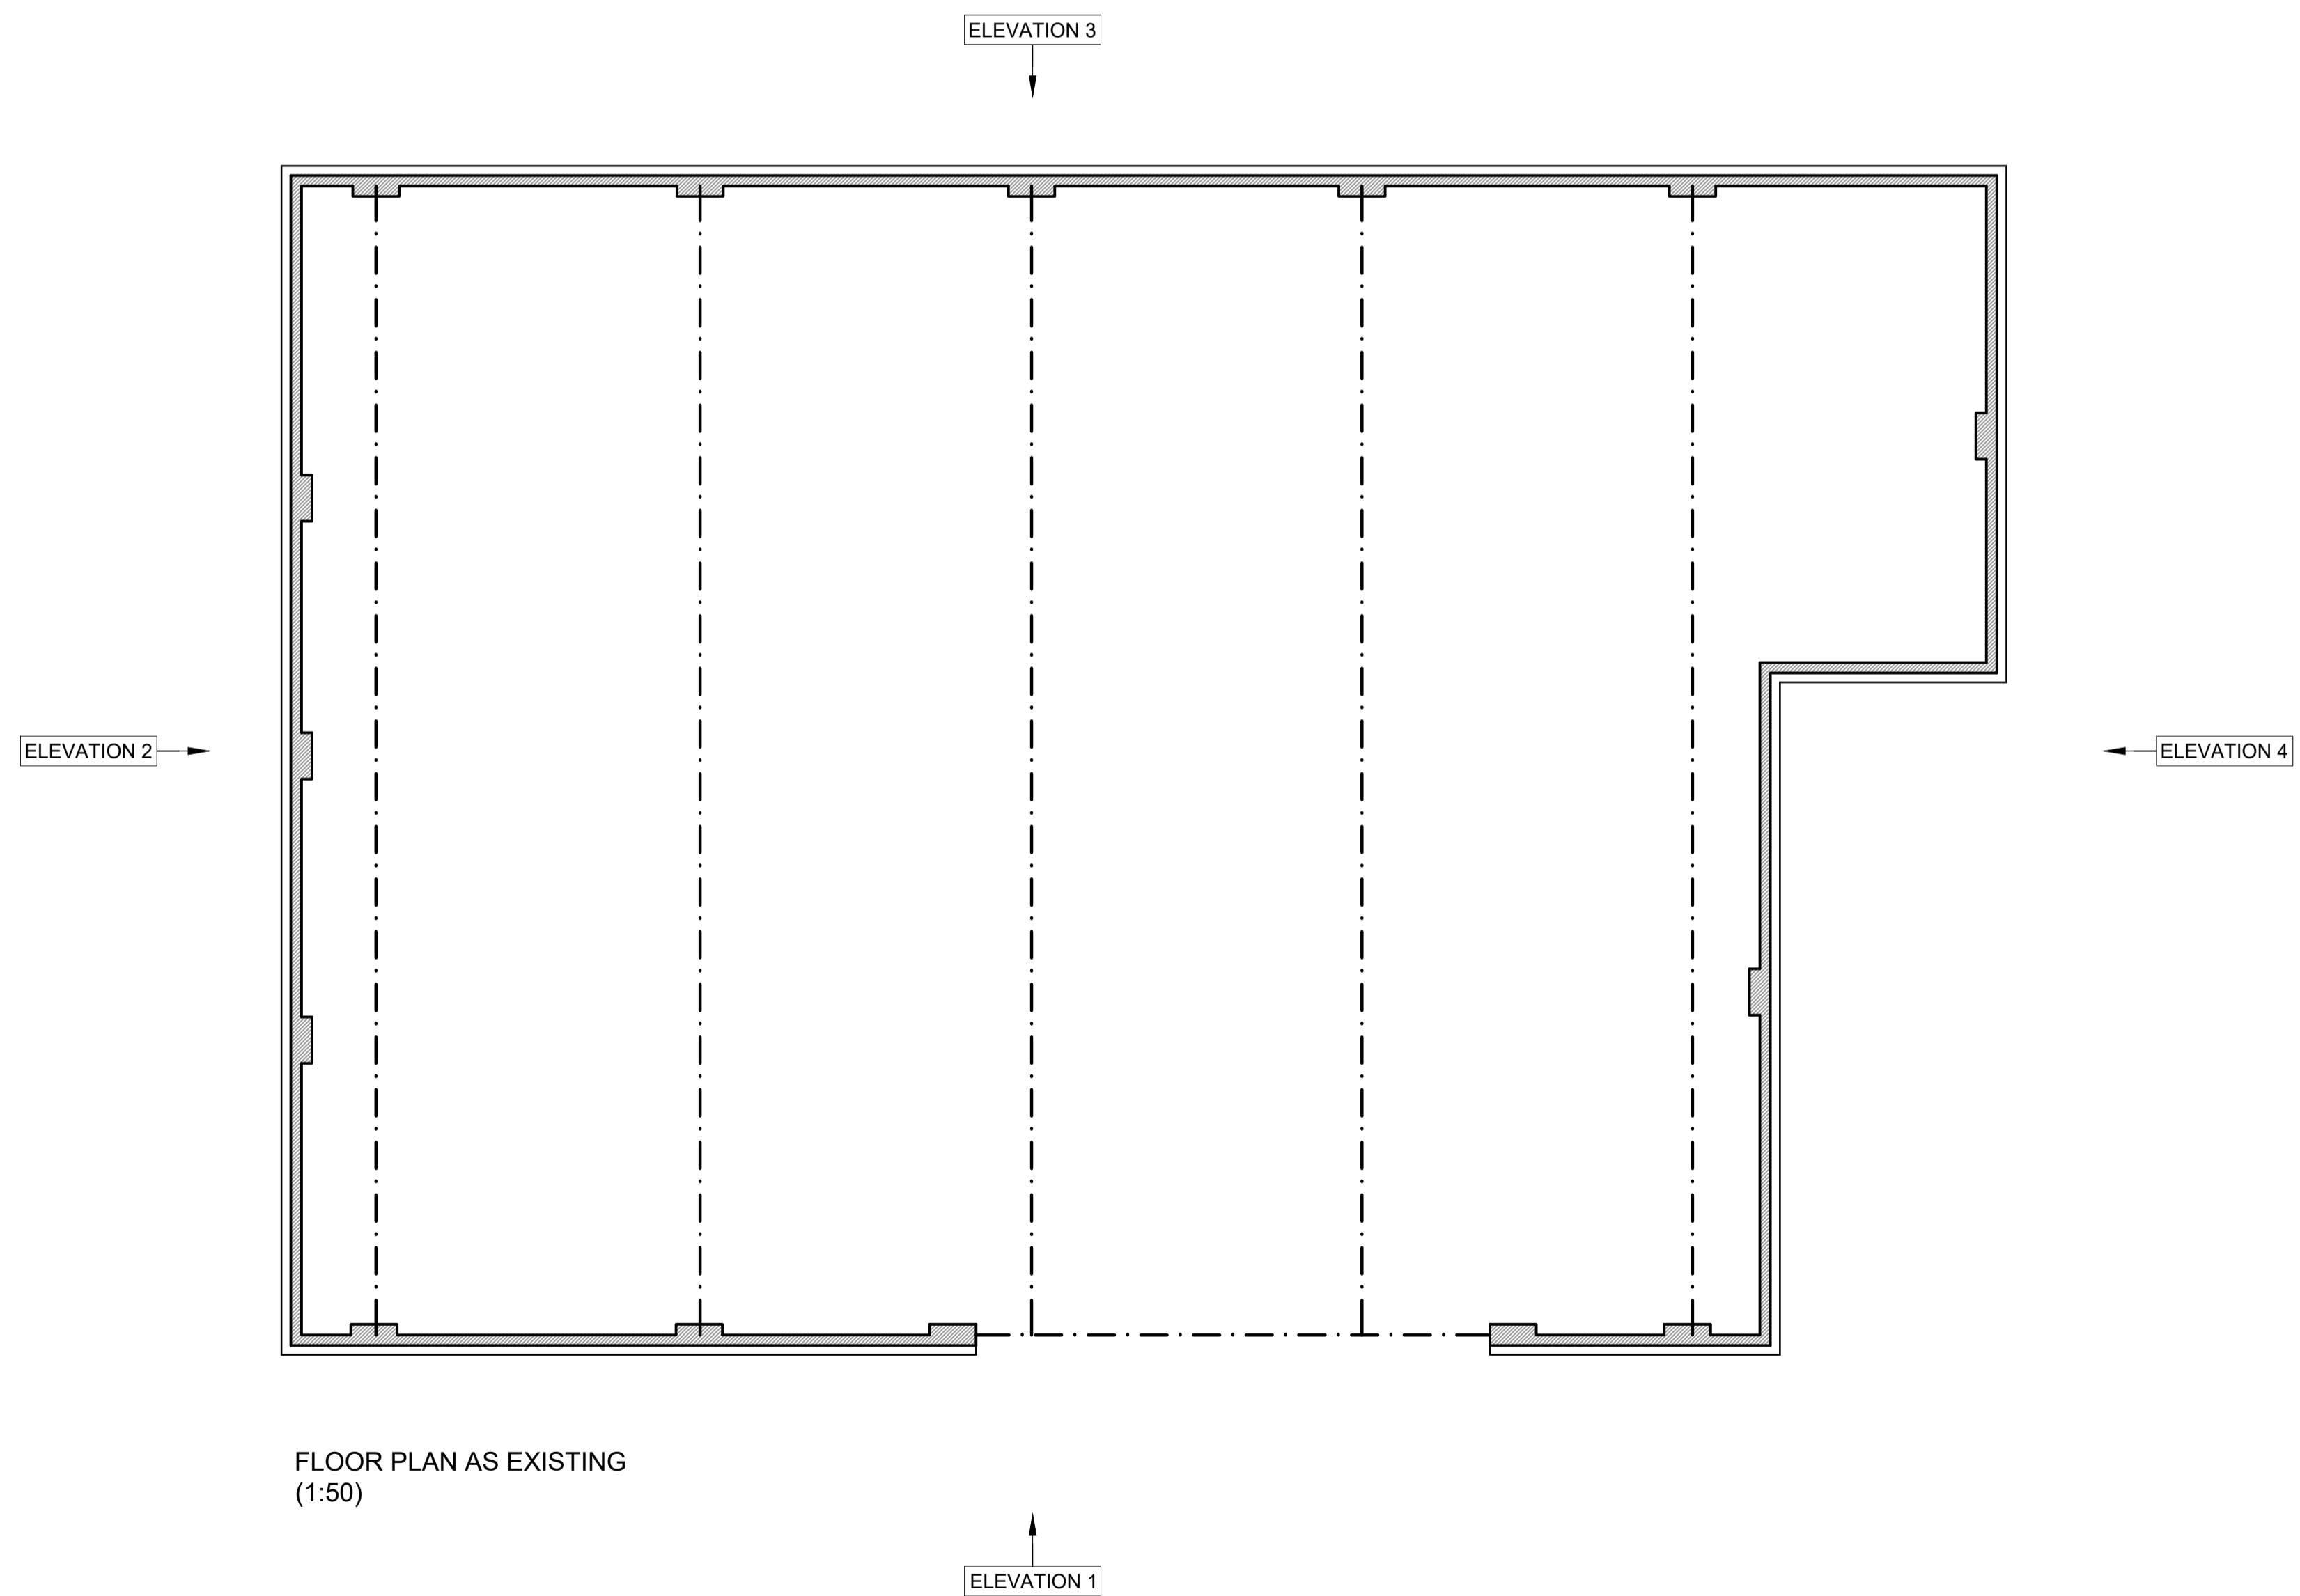 ELEVATION 3
ELEVATION 2
ELEVATION 4
FLOOR PLAN AS EXISTING
(1:50)
ELEVATION 1